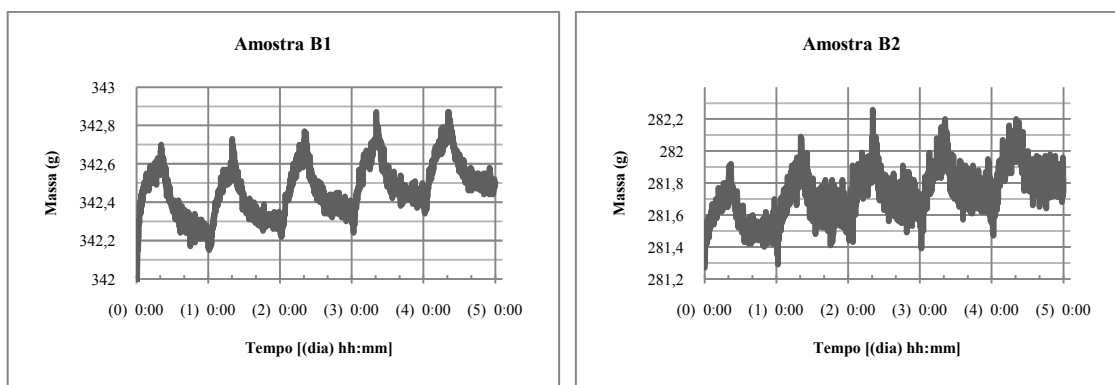 Amostra B1
343
342,8
342,6
342,4
342,2
342
Massa (g)
(0) 0:00 (1) 0:00 (2) 0:00 (3) 0:00 (4) 0:00 (5) 0:00
Tempo [(dia) hh:mm]
Amostra B2
282,2
282
281,8
281,6
281,4
281,2
Massa (g)
(0) 0:00 (1) 0:00 (2) 0:00 (3) 0:00 (4) 0:00 (5) 0:00
Tempo [(dia) hh:mm]